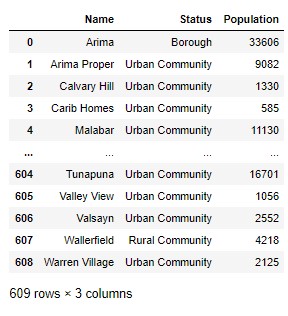 Name Status Population
0 Arima Borough 33606
1 Arima Proper Urban Community 9082
2 Calvary Hill Urban Community 1330
3 Carib Homes Urban Community 585
4 Malabar Urban Community 11130
... ... ... ...
604 Tunapuna Urban Community 16701
605 Valley View Urban Community 1056
606 Valsayn Urban Community 2552
607 Wallerfield Rural Community 4218
608 Warren Village Urban Community 2125
609 rows × 3 columns